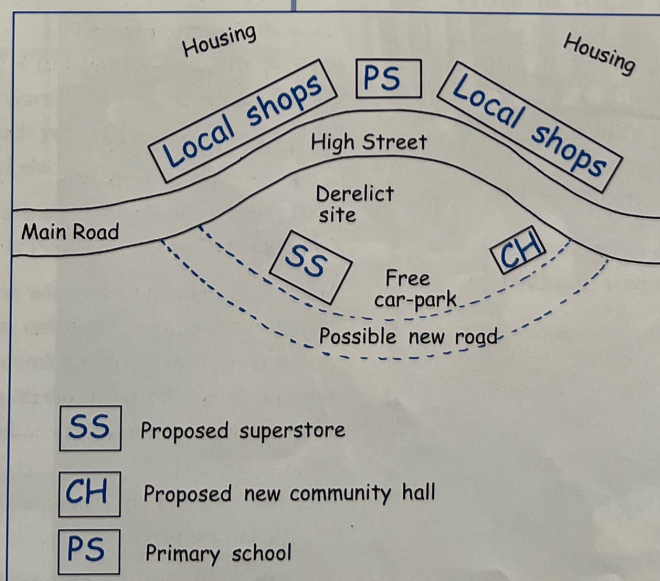 Housing
Housing
Local shops
PS
Local shops
High Street
Derelict
site
Main Road
SS
CH
Free
car-park
Possible new road
SS Proposed superstore
CH Proposed new community hall
PS Primary school